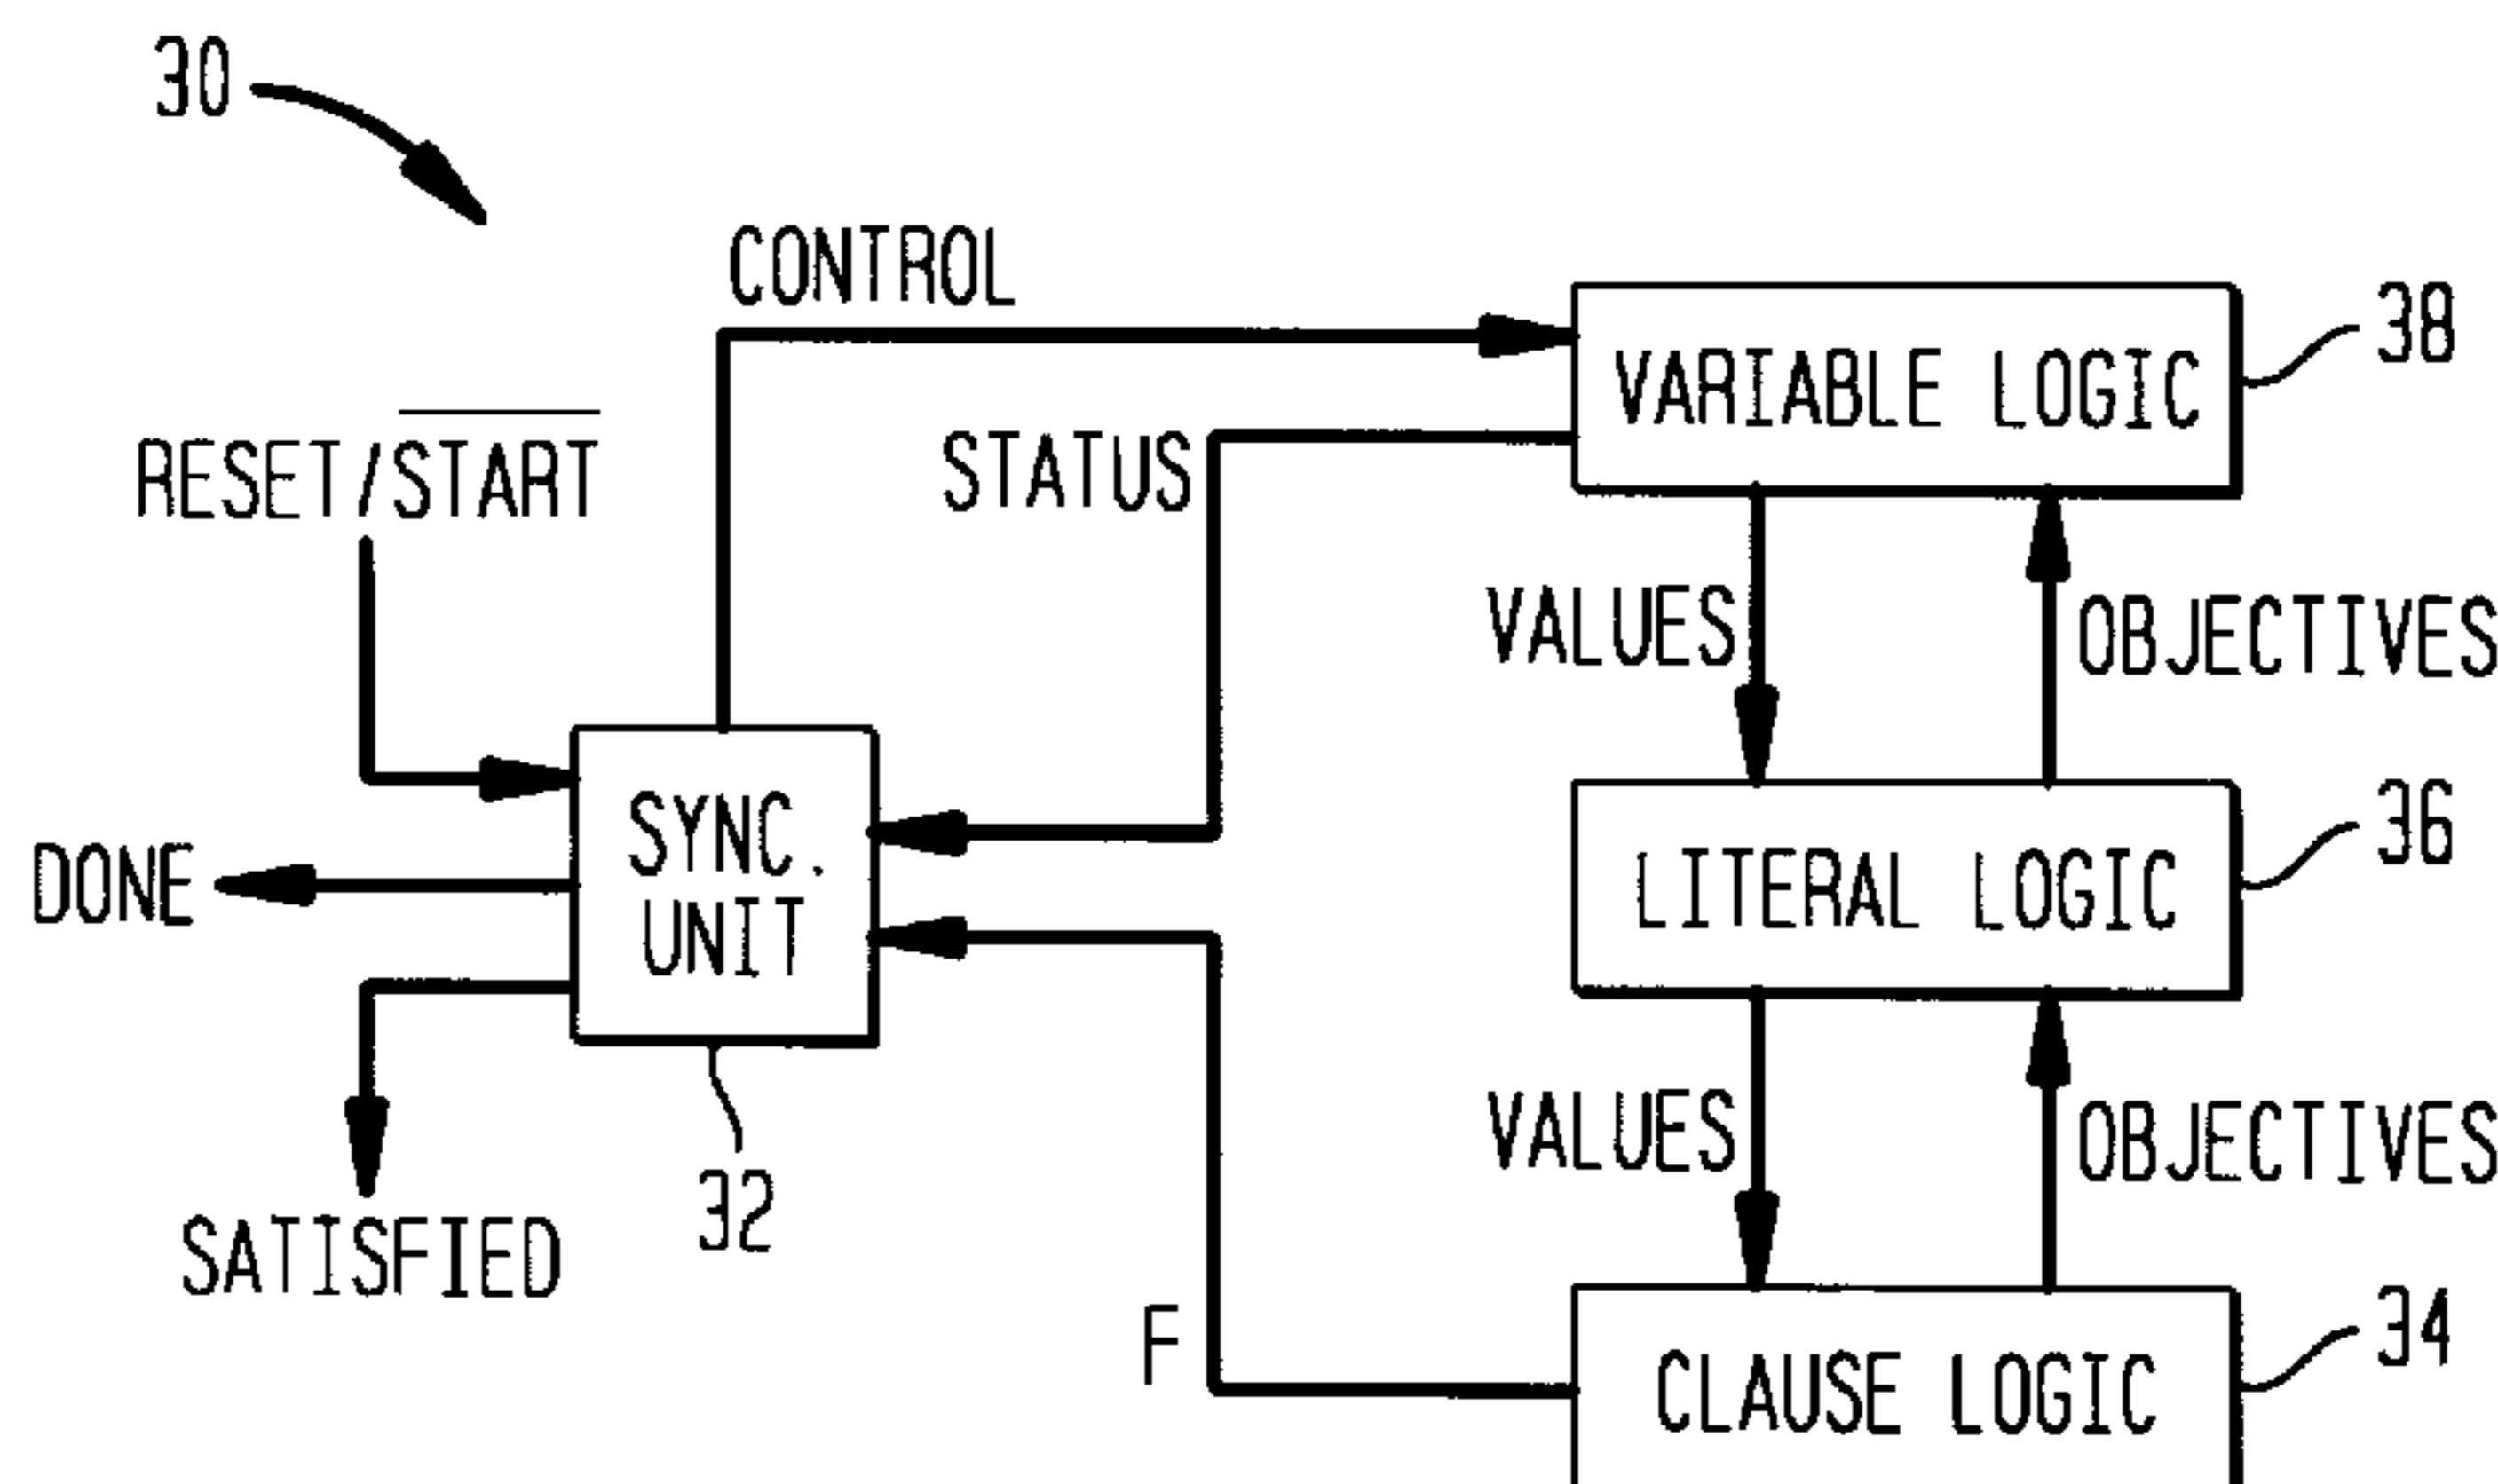 30
CONTROL
VARIABLE LOGIC
38
RESET/S̅T̅A̅R̅T̅
STATUS
VALUES
OBJECTIVES
SYNC.
UNIT
DONE
LITERAL LOGIC
36
VALUES
OBJECTIVES
32
SATISFIED
F
CLAUSE LOGIC
34